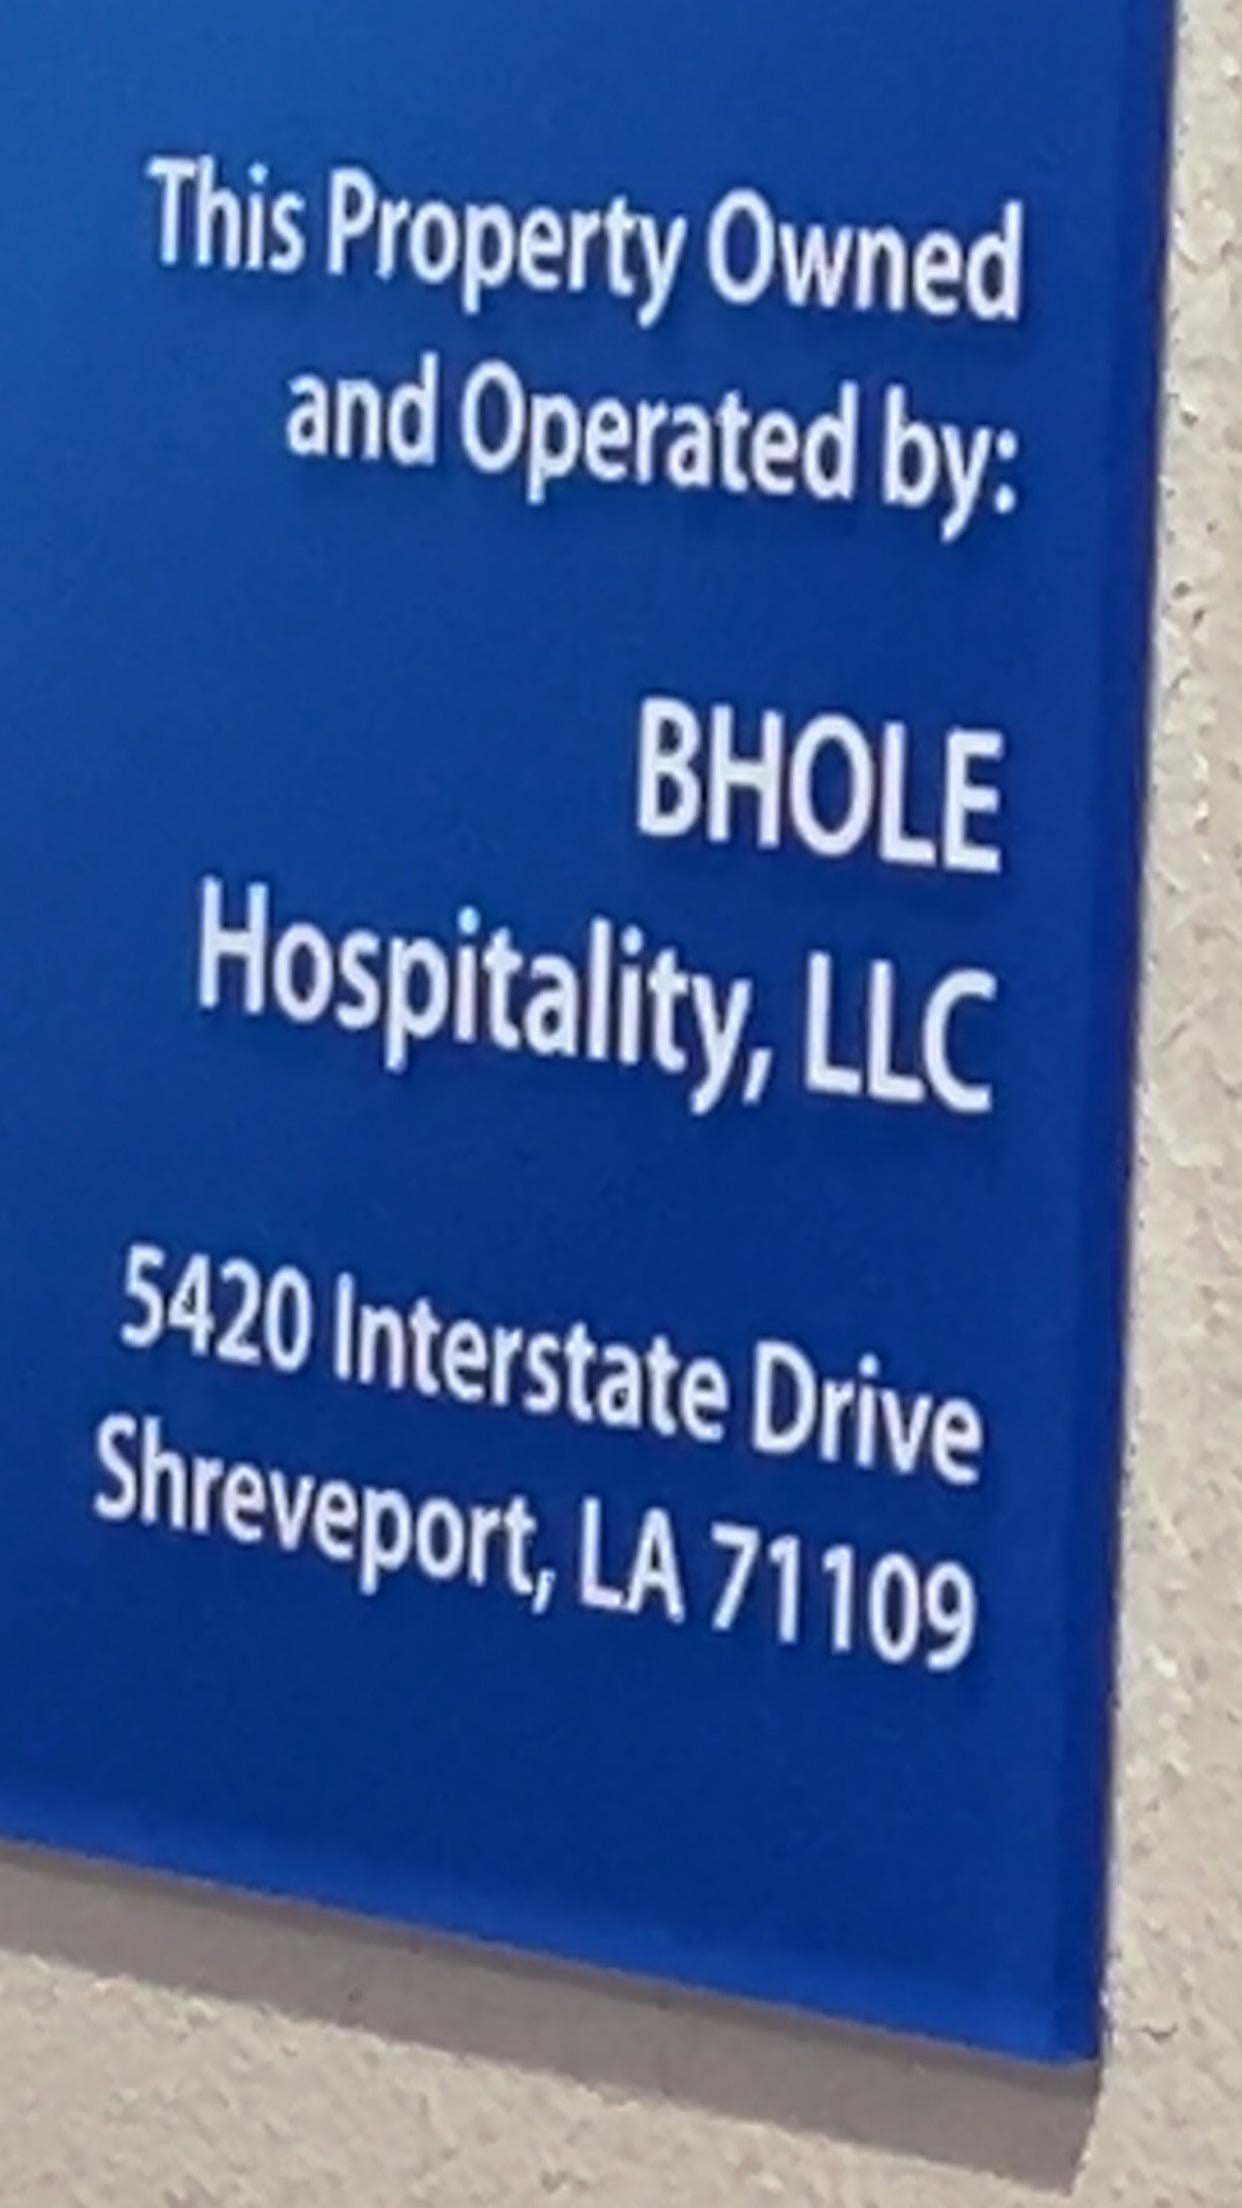 This Property Owned
and Operated by:
BHOLE
Hospitality, LLC
5420 Interstate Drive
Shreveport, LA 71109